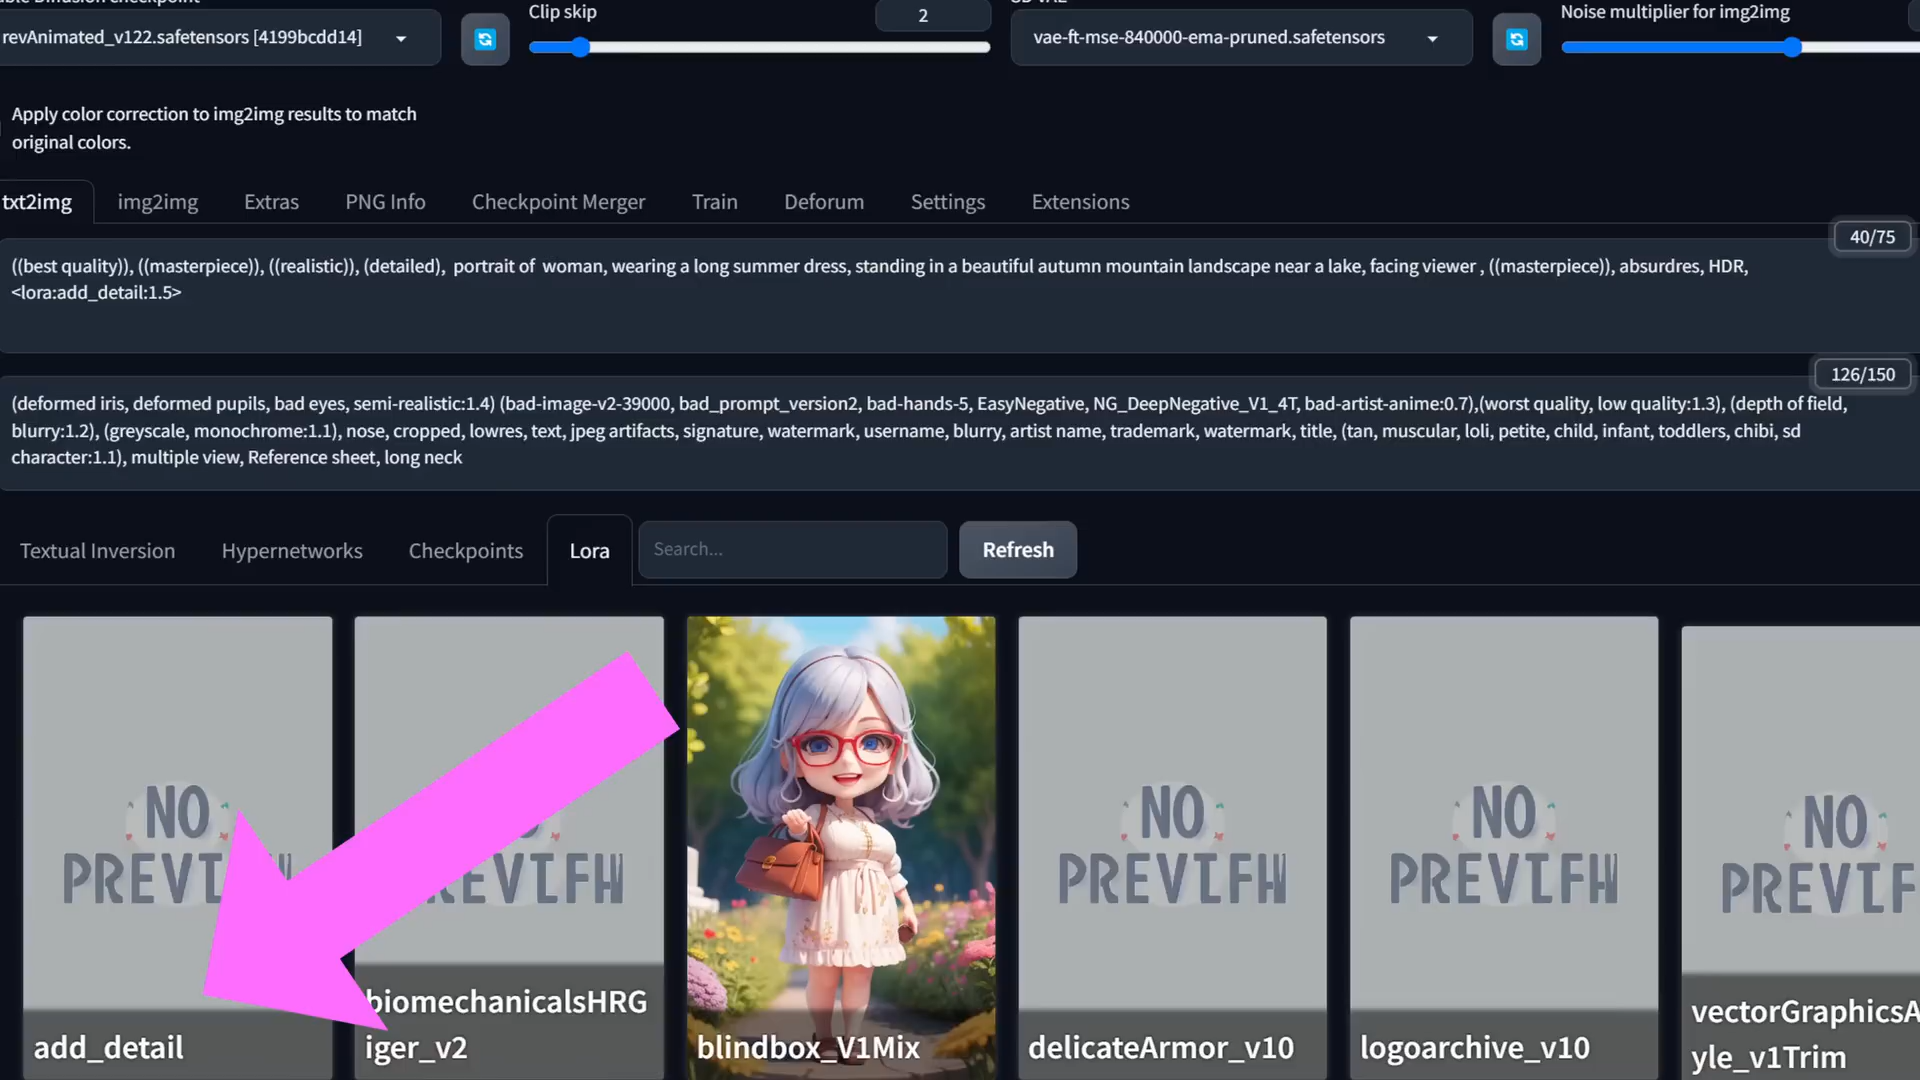 Clip skip
2
Noise multiplier for img2img
revAnimated_v122.safetensors [4199bcdd14]
vae-ft-mse-840000-ema-pruned.safetensors
Apply color correction to img2img results to match
original colors.
txt2img
img2img
Extras
PNG Info
Checkpoint Merger
Train
Deforum
Settings
Extensions
40/75
((best quality)), ((masterpiece)), ((realistic)), (detailed),  portrait of  woman, wearing a long summer dress, standing in a beautiful autumn mountain landscape near a lake, facing viewer , ((masterpiece)), absurdres, HDR,
<lora:add_detail:1.5>
126/150
(deformed iris, deformed pupils, bad eyes, semi-realistic:1.4) (bad-image-v2-39000, bad_prompt_version2, bad-hands-5, EasyNegative, NG_DeepNegative_V1_4T, bad-artist-anime:0.7),(worst quality, low quality:1.3), (depth of field,
blurry:1.2), (greyscale, monochrome:1.1), nose, cropped, lowres, text, jpeg artifacts, signature, watermark, username, blurry, artist name, trademark, watermark, title, (tan, muscular, loli, petite, child, infant, toddlers, chibi, sd
character:1.1), multiple view, Reference sheet, long neck
Textual Inversion
Hypernetworks
Checkpoints
Lora
Search...
Refresh
NO
NO
NO
NO
add_detail
biomechanicalsHRG
iger_v2
blindbox_V1Mix
delicateArmor_v10
logoarchive_v10
vectorGraphicsA
yle_v1Trim